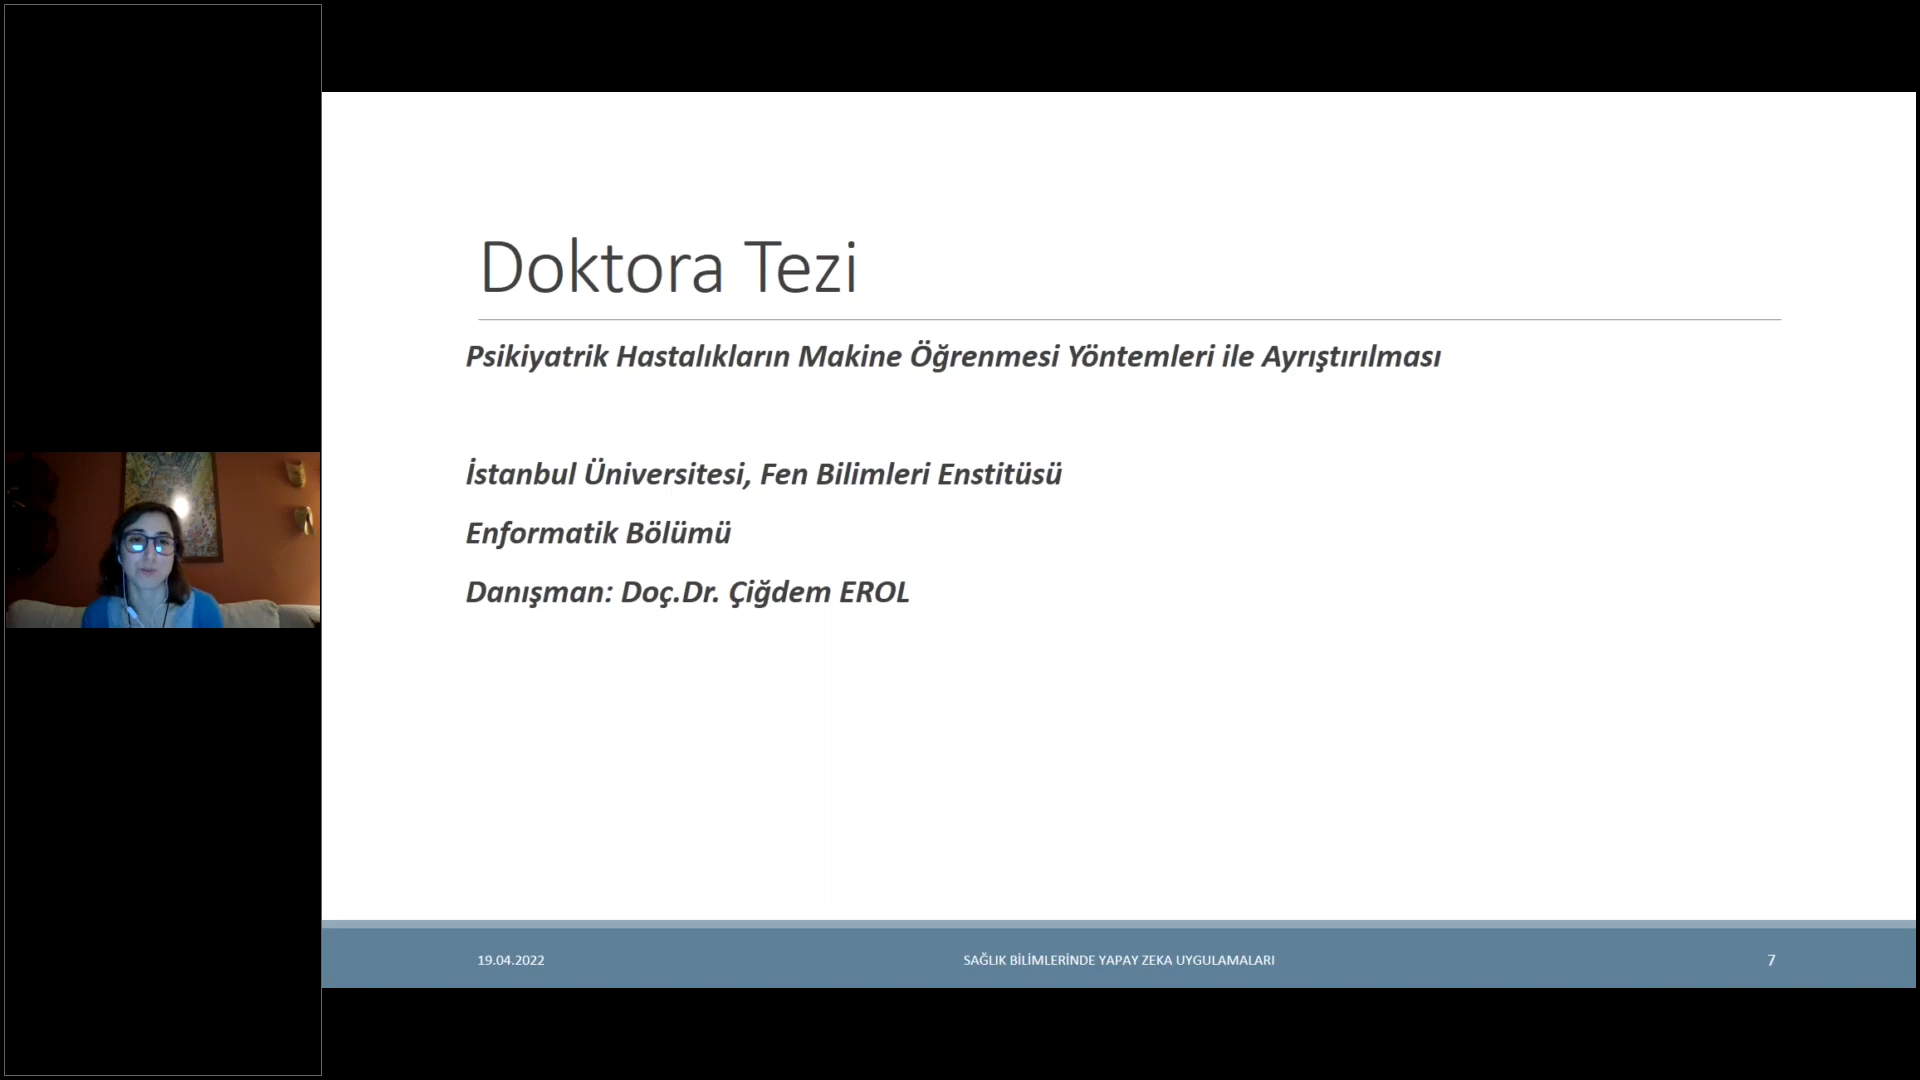 Doktora Tezi
Psikiyatrik Hastalıkların Makine Öğrenmesi Yöntemleri ile Ayrıştırılması
İstanbul Üniversitesi, Fen Bilimleri Enstitüsü
Enformatik Bölümü
Danışman: Doç.Dr. Çiğdem EROL
19.04.2022
SAĞLIK BİLİMLERİNDE YAPAY ZEKA UYGULAMALARI
7